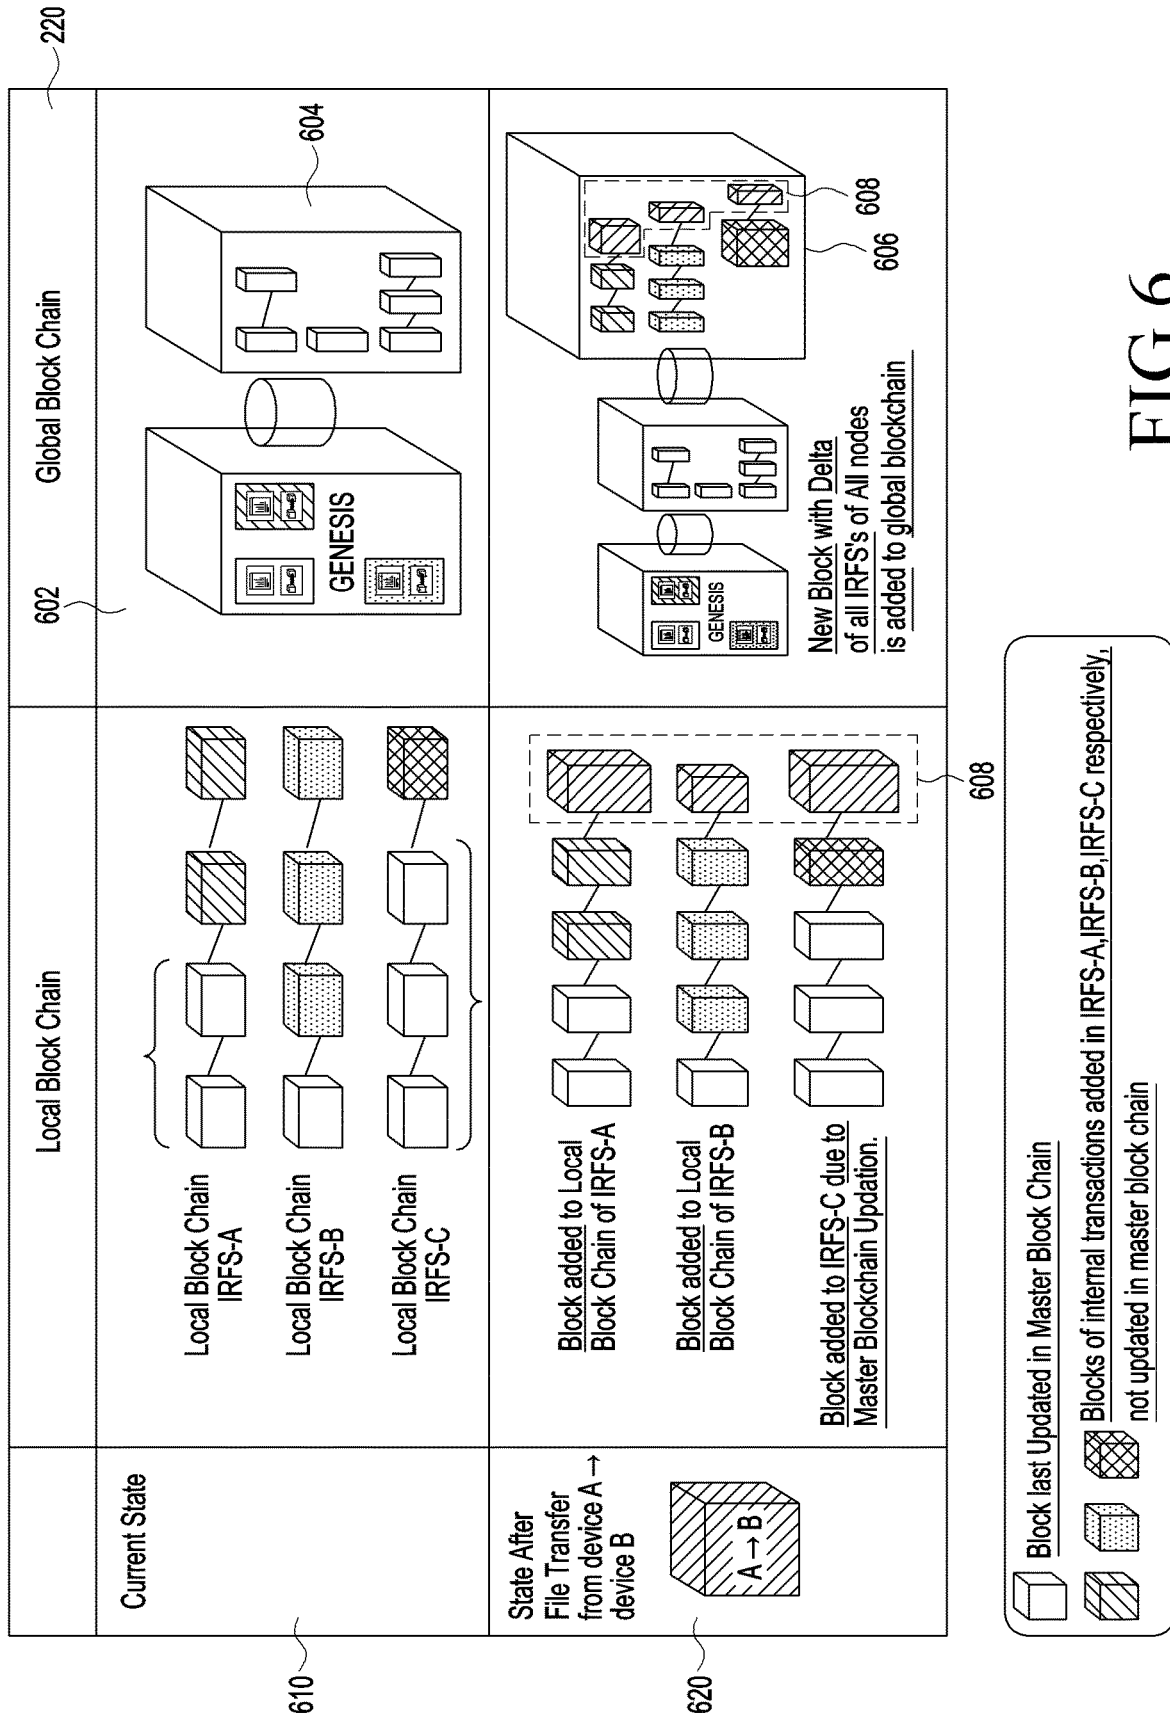 220
Local Block Chain
Global Block Chain
610
Current State
Local Block Chain
IRFS-A
Local Block Chain
IRFS-B
Local Block Chain
IRFS-C
602
GENESIS
604
620
State After
File Transfer
from device A →
device B
A → B
Block added to Local
Block Chain of IRFS-A
Block added to Local
Block Chain of IRFS-B
Block added to IRFS-C due to
Master Blockchain Updation.
608
GENESIS
New Block with Delta
of all IRFS's of All nodes
is added to global blockchain
606
608
Block last Updated in Master Block Chain
Blocks of internal transactions added in IRFS-A,IRFS-B,IRFS-C respectively,
not updated in master block chain
FIG 6